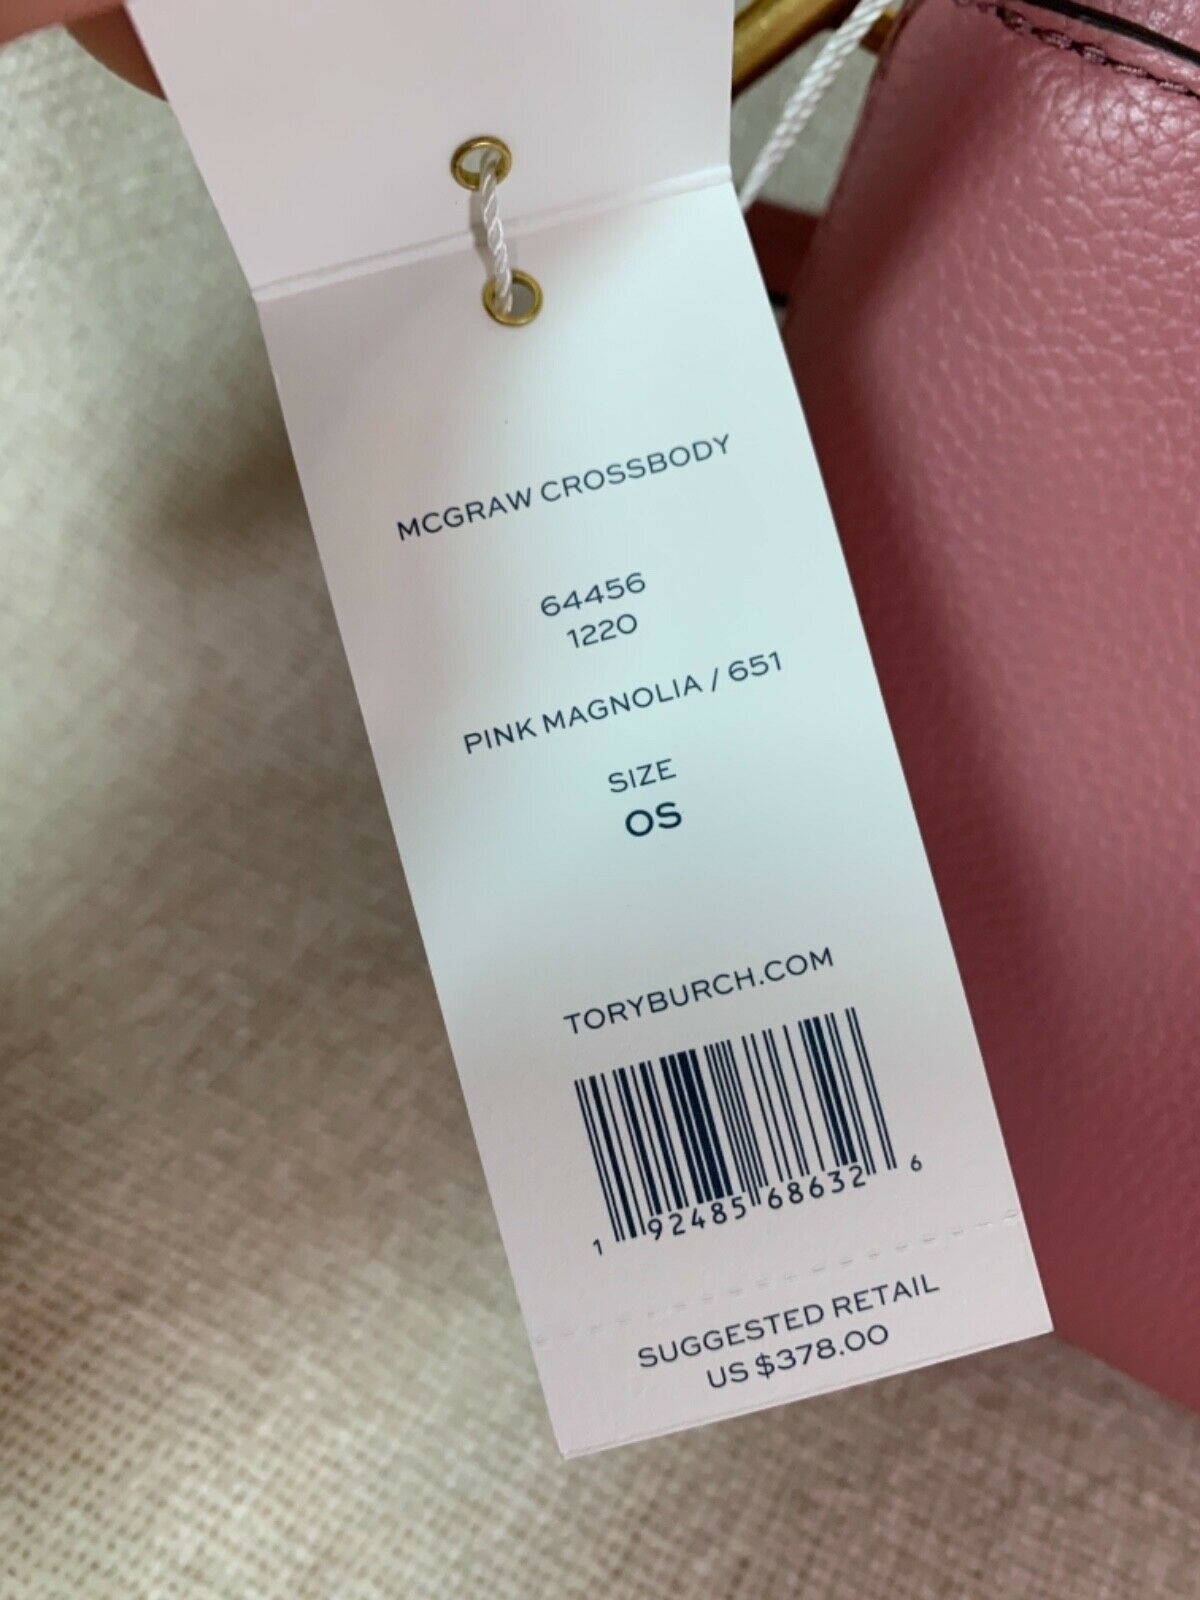 MCGRAW CROSSBODY
64456
1220
PINK MAGNOLIA / 651
SIZE
OS
TORYBURCH.COM
1 92485 68632 6
SUGGESTED RETAIL
US $378.00